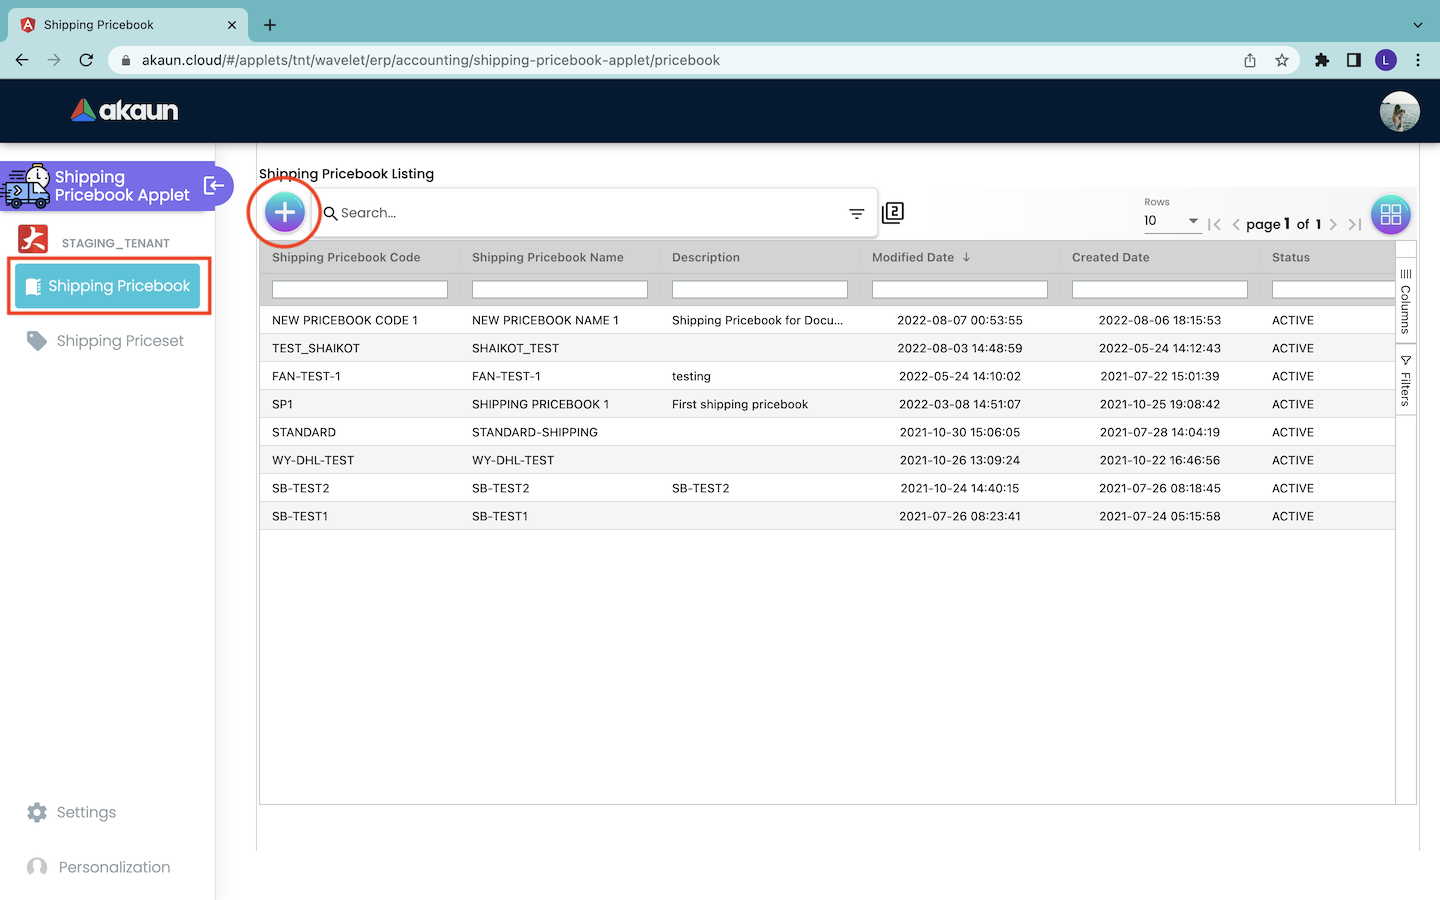 Shipping Pricebook
akaun.cloud/#/applets/tnt/wavelet/erp/accounting/shipping-pricebook-applet/pricebook
L
akaun
Shipping
Pricebook Applet
STAGING_TENANT
Shipping Pricebook
Shipping Priceset
Settings
Personalization
Shipping Pricebook Listing
Search...
2
Rows
10
page 1 of 1
Shipping Pricebook Code Shipping Pricebook Name Description Modified Date Created Date Status
NEW PRICEBOOK CODE 1 NEW PRICEBOOK NAME 1 Shipping Pricebook for Docu... 2022-08-07 00:53:55 2022-08-06 18:15:53 ACTIVE
TEST_SHAIKOT SHAIKOT_TEST 2022-08-03 14:48:59 2022-05-24 14:12:43 ACTIVE
FAN-TEST-1 FAN-TEST-1 testing 2022-05-24 14:10:02 2021-07-22 15:01:39 ACTIVE
SP1 SHIPPING PRICEBOOK 1 First shipping pricebook 2022-03-08 14:51:07 2021-10-25 19:08:42 ACTIVE
STANDARD STANDARD-SHIPPING 2021-10-30 15:06:05 2021-07-28 14:04:19 ACTIVE
WY-DHL-TEST WY-DHL-TEST 2021-10-26 13:09:24 2021-10-22 16:46:56 ACTIVE
SB-TEST2 SB-TEST2 SB-TEST2 2021-10-24 14:40:15 2021-07-26 08:18:45 ACTIVE
SB-TEST1 SB-TEST1 2021-07-26 08:23:41 2021-07-24 05:15:58 ACTIVE
Columns
Filters